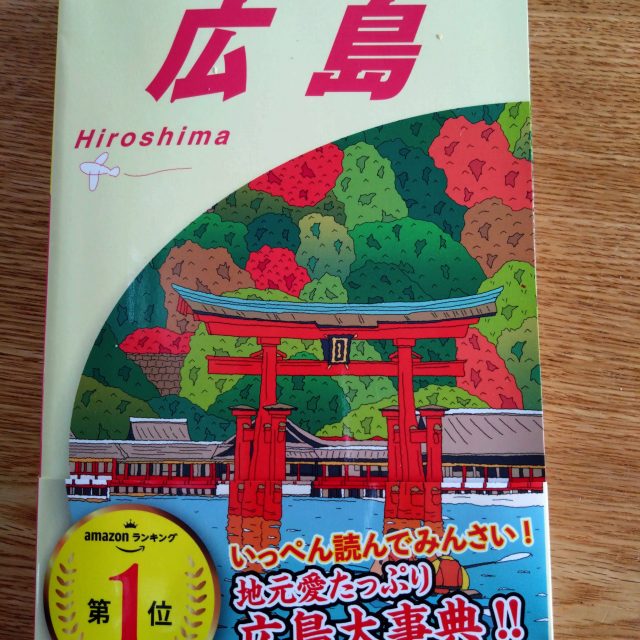 広島
Hiroshima
amazon ランキング
第1位
いっぺん読んでみんさい！
地元愛たっぷり
広島大事典!!